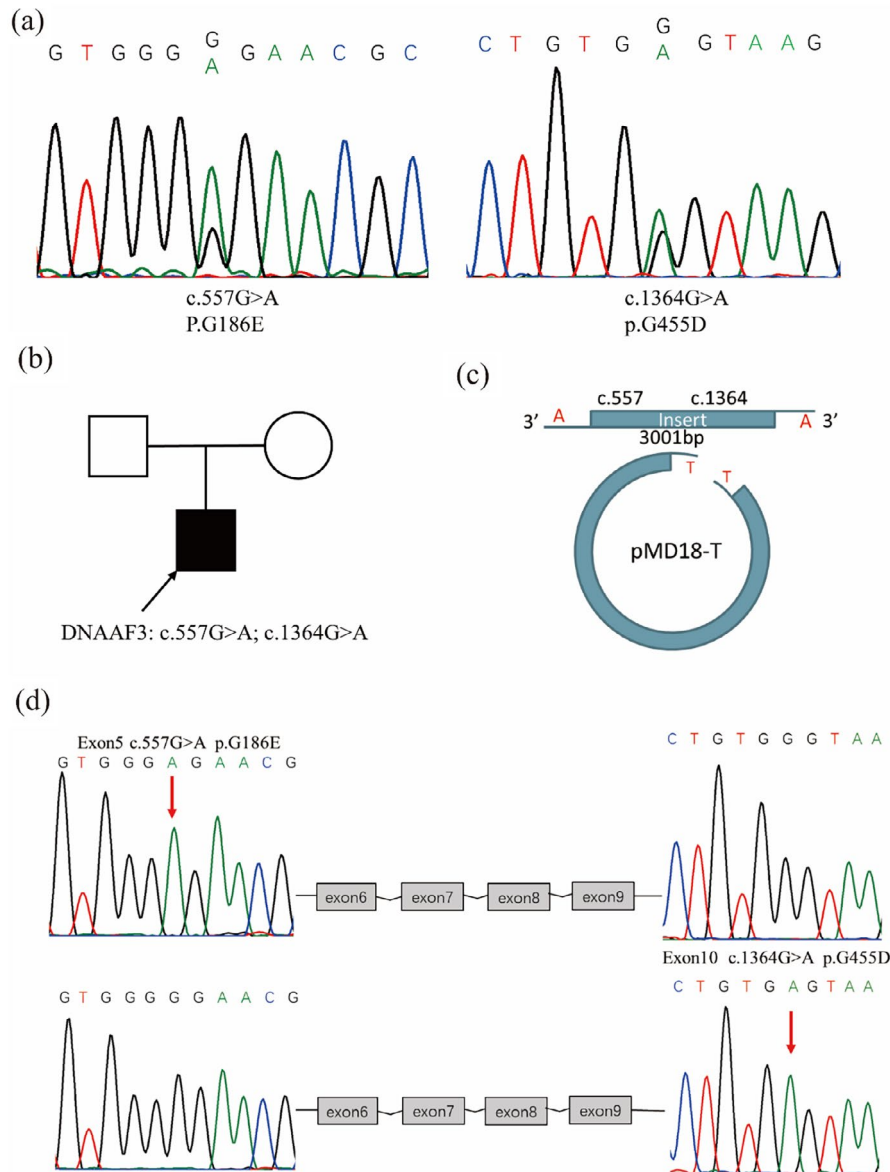 (a)
G T G G G G A G A A C G C
C T G T G G A G T A A G
c.557G>A
P.G186E
c.1364G>A
p.G455D
(b)
DNAAF3: c.557G>A; c.1364G>A
(c)
c.557 c.1364
3’ A Insert A 3’
3001bp
T T
pMD18-T
(d)
Exon5 c.557G>A p.G186E
G T G G G A G A A C G
C T G T G G G T A A
exon6 exon7 exon8 exon9
Exon10 c.1364G>A p.G455D
G T G G G G G A A C G
C T G T G A G T A A
exon6 exon7 exon8 exon9